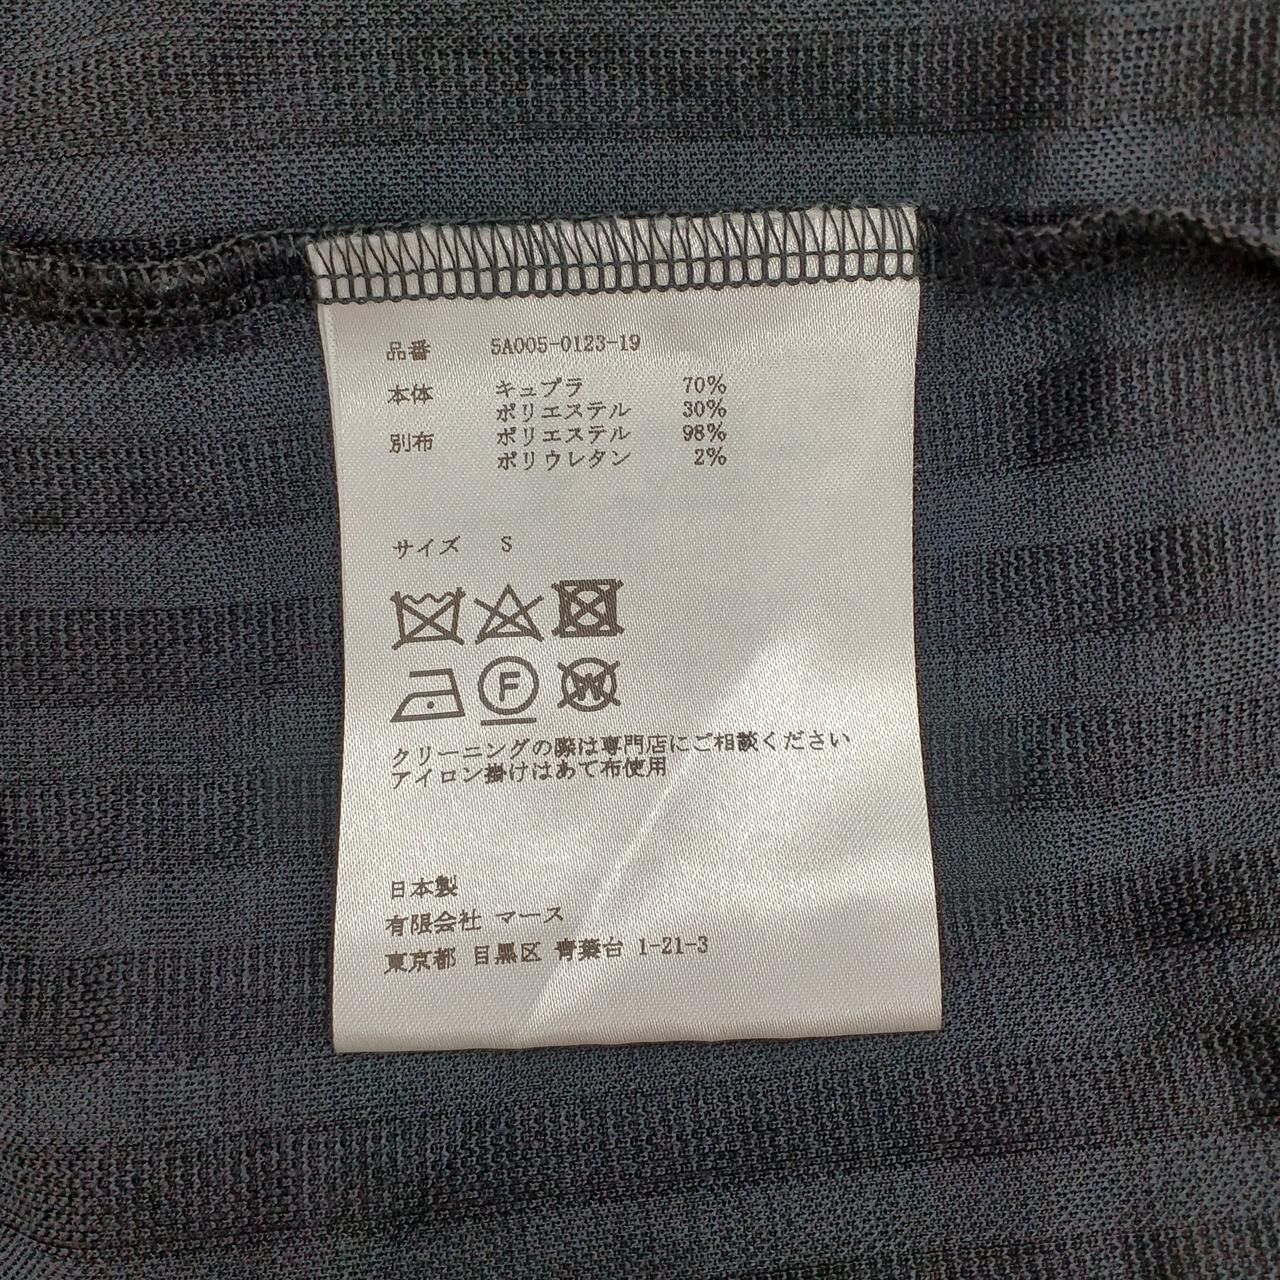 品番 5A005-0123-19
本体 キュプラ 70%
ポリエステル 30%
別布 ポリエステル 98%
ポリウレタン 2%
サイズ S
F W
クリーニングの際は専門店にご相談ください
アイロン掛けはあて布使用
日本製
有限会社 マース
東京都 目黒区 青葉台 1-21-3